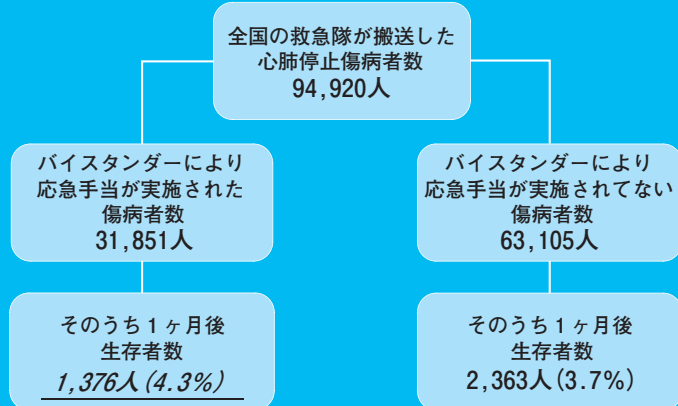 全国の救急隊が搬送した
心肺停止傷病者数
94,920人
バイスタンダーにより
応急手当が実施された
傷病者数
31,851人
バイスタンダーにより
応急手当が実施されてない
傷病者数
63,105人
そのうち1ヶ月後
生存者数
1,376人(4.3%)
そのうち1ヶ月後
生存者数
2,363人(3.7%)